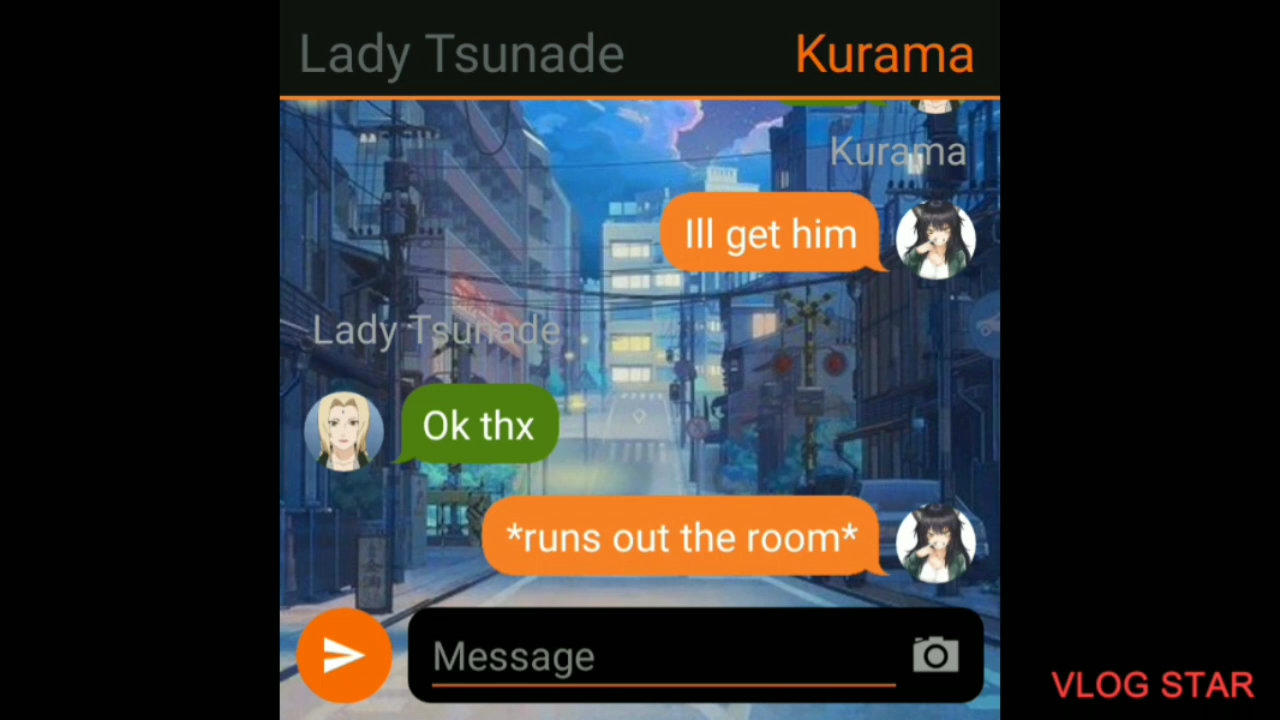 Lady Tsunade Kurama
Kurama
Ill get him
Lady Tsunade
Ok thx
*runs out the room*
Message
VLOG STAR